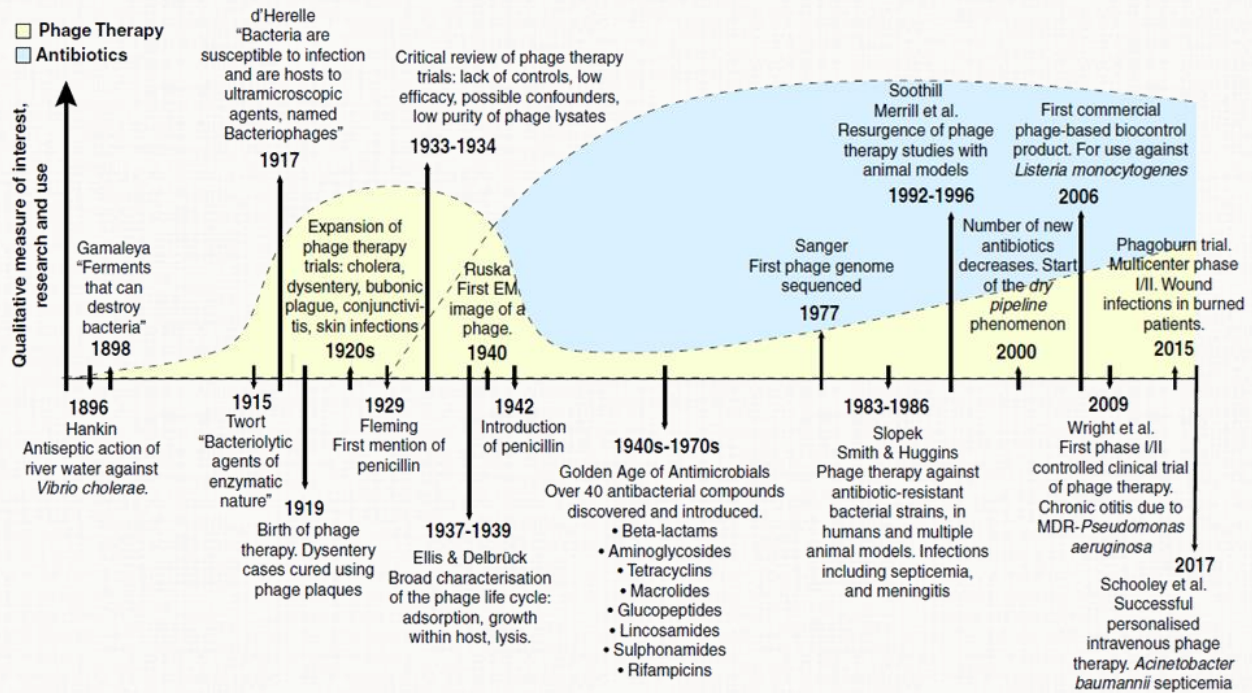 Phage Therapy
Antibiotics
Qualitative measure of interest,
research and use
Gamaleya
“Ferments
that can
destroy
bacteria”
1898
d’Herelle
“Bacteria are
susceptible to infection
and are hosts to
ultramicroscopic
agents, named
Bacteriophages”
1917
Expansion of
phage therapy
trials: cholera,
dysentery, bubonic
plague, conjunctivi-
tis, skin infections
1920s
Critical review of phage therapy
trials: lack of controls, low
efficacy, possible confounders,
low purity of phage lysates
1933-1934
Ruska
First EM
image of a
phage.
1940
Sanger
First phage genome
sequenced
1977
Soothill
Merrill et al.
Resurgence of phage
therapy studies with
animal models
1992-1996
Number of new
antibiotics
decreases. Start
of the dry
pipeline
phenomenon
2000
First commercial
phage-based biocontrol
product. For use against
Listeria monocytogenes
2006
Phagoburn trial.
Multicenter phase
I/II. Wound
infections in burned
patients.
2015
1896
Hankin
Antiseptic action of
river water against
Vibrio cholerae.
1915
Twort
“Bacteriolytic
agents of
enzymatic
nature”
1919
Birth of phage
therapy. Dysentery
cases cured using
phage plaques
1929
Fleming
First mention of
penicillin
1937-1939
Ellis & Delbrück
Broad characterisation
of the phage life cycle:
adsorption, growth
within host, lysis.
1942
Introduction
of penicillin
1940s-1970s
Golden Age of Antimicrobials
Over 40 antibacterial compounds
discovered and introduced.
• Beta-lactams
• Aminoglycosides
• Tetracyclins
• Macrolides
• Glucopeptides
• Lincosamides
• Sulphonamides
• Rifampicins
1983-1986
Slopek
Smith & Huggins
Phage therapy against
antibiotic-resistant
bacterial strains, in
humans and multiple
animal models. Infections
including septicemia,
and meningitis
2009
Wright et al.
First phase I/II
controlled clinical trial
of phage therapy.
Chronic otitis due to
MDR-Pseudomonas
aeruginosa
2017
Schooley et al.
Successful
personalised
intravenous phage
therapy. Acinetobacter
baumannii septicemia